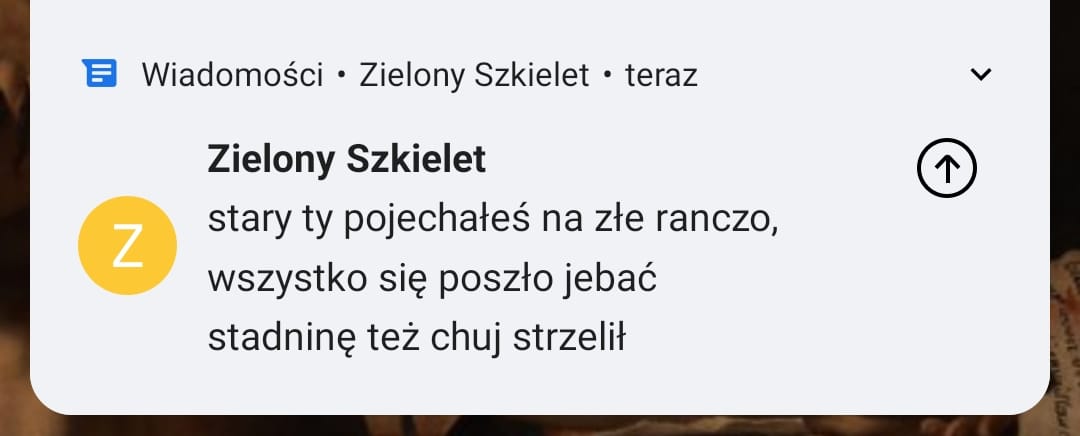 Wiadomości • Zielony Szkielet • teraz
Zielony Szkielet
Z
stary ty pojechałeś na złe ranczo,
wszystko się poszło jebać
stadninę też chuj strzelił